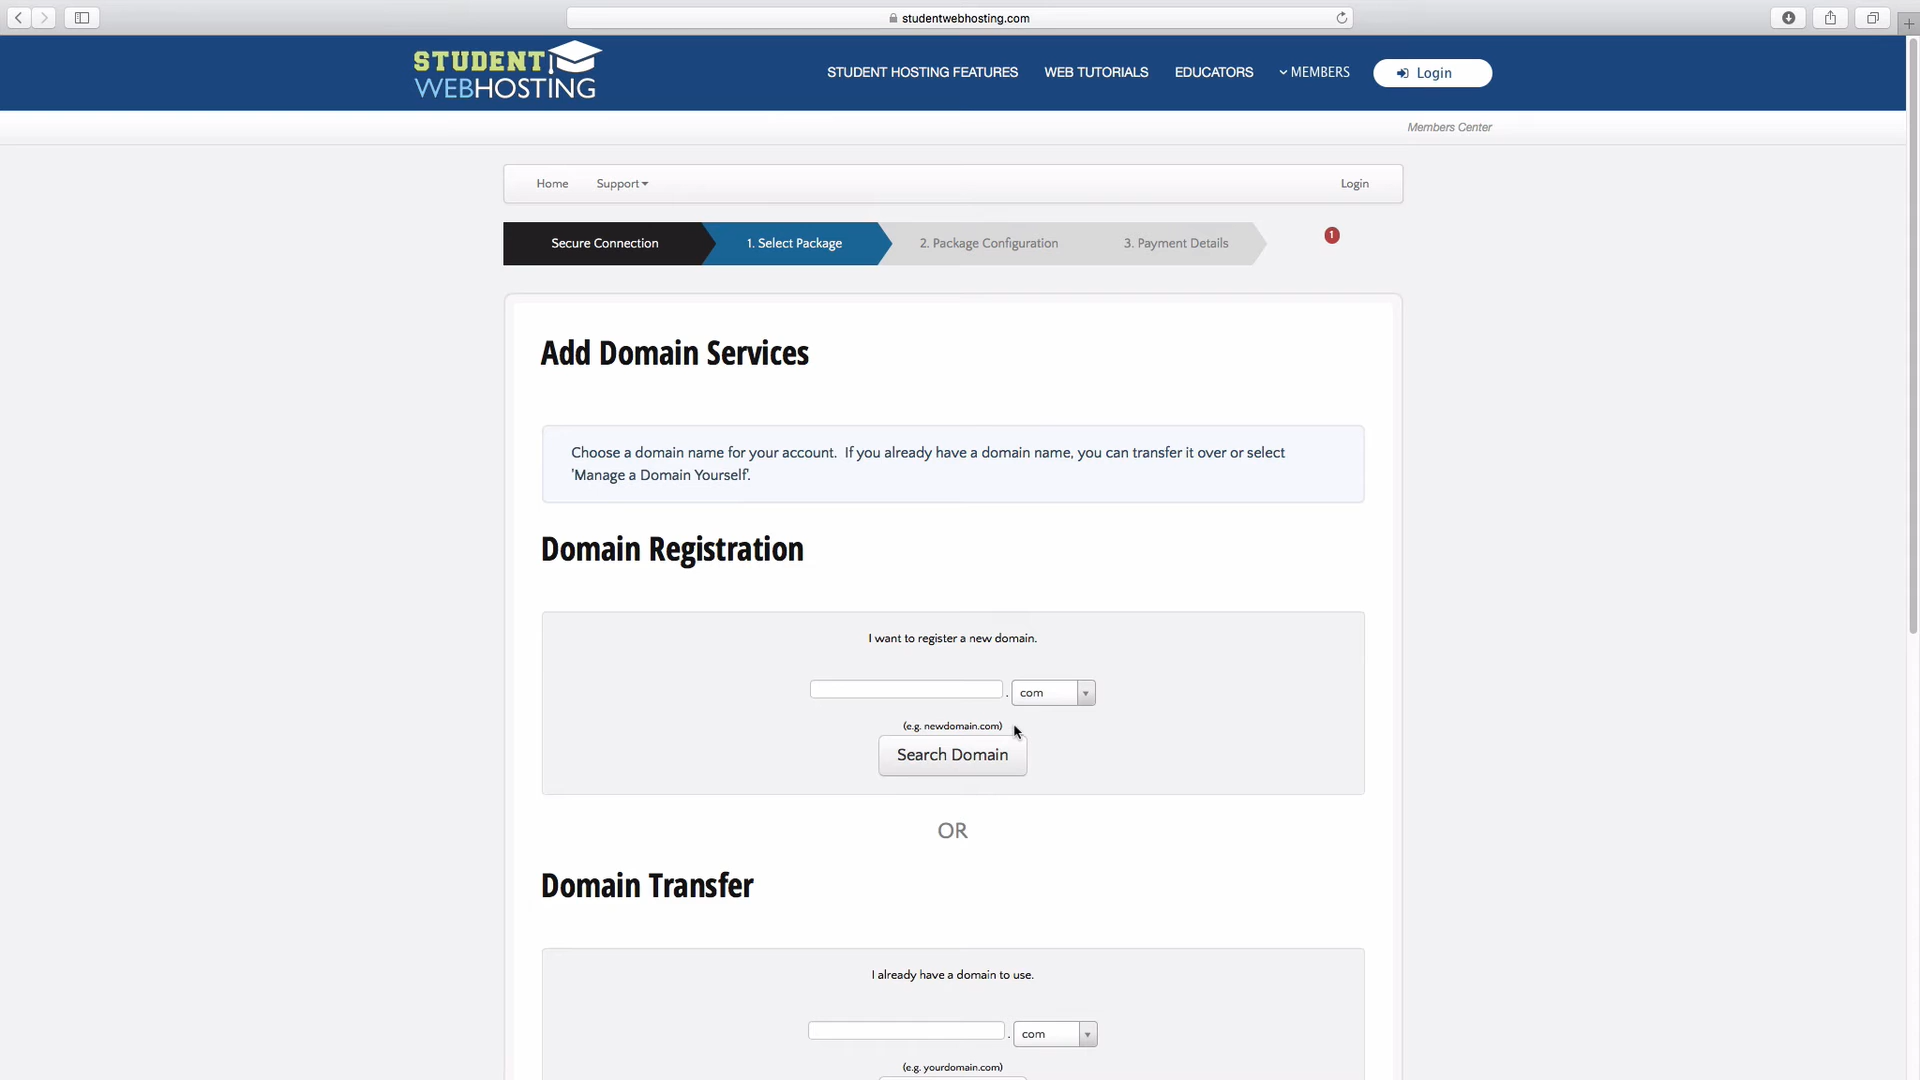 studentwebhosting.com
STUDENT
WEBHOSTING
STUDENT HOSTING FEATURES WEB TUTORIALS EDUCATORS MEMBERS Login
Members Center
Home Support Login
Secure Connection 1. Select Package 2. Package Configuration 3. Payment Details 1
Add Domain Services
Choose a domain name for your account. If you already have a domain name, you can transfer it over or select
'Manage a Domain Yourself'.
Domain Registration
I want to register a new domain.
. com
(e.g. newdomain.com)
Search Domain
OR
Domain Transfer
I already have a domain to use.
. com
(e.g. yourdomain.com)